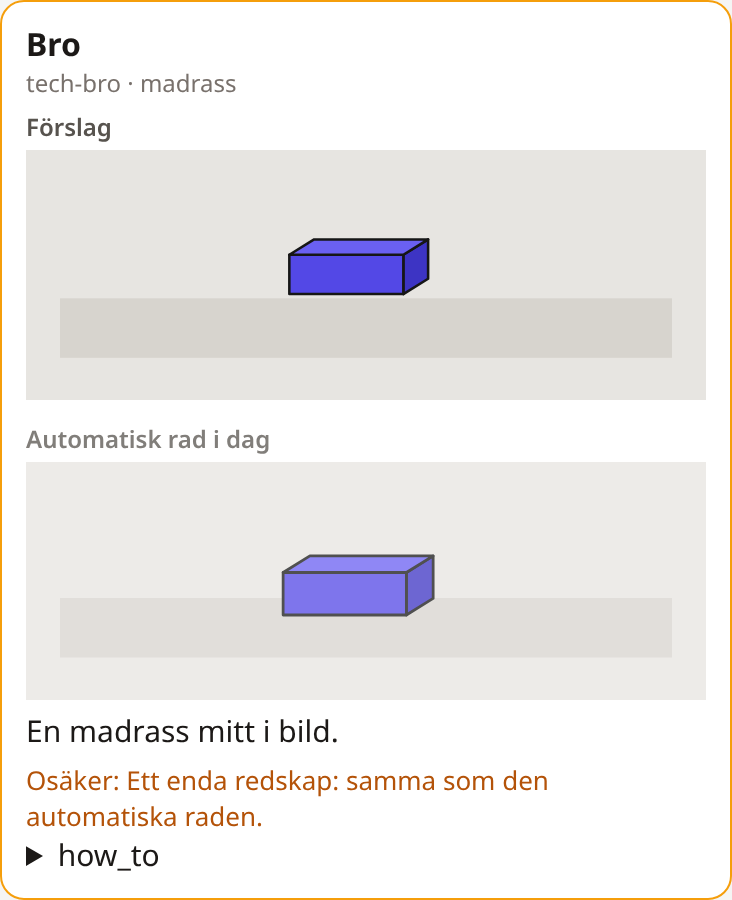 Bro
tech-bro · madrass
Förslag
Automatisk rad i dag
En madrass mitt i bild.
Osäker: Ett enda redskap: samma som den
automatiska raden.
how_to